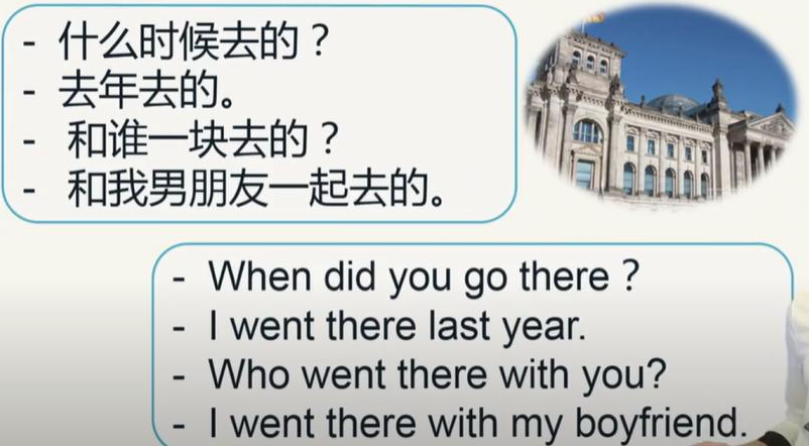 - 什么时候去的？
- 去年去的。
- 和谁一块去的？
- 和我男朋友一起去的。
- When did you go there？
- I went there last year.
- Who went there with you?
- I went there with my boyfriend.